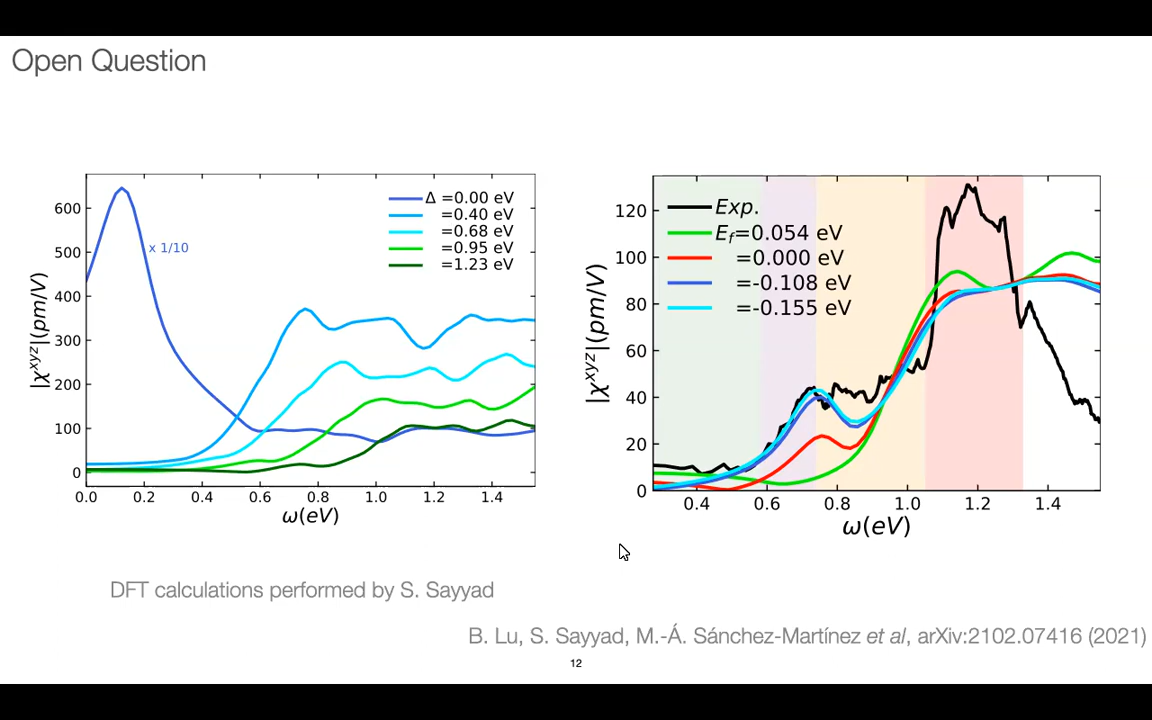 Open Question
600
500
400
300
200
100
0
|χ^xyz|(pm/V)
x 1/10
Δ =0.00 eV
=0.40 eV
=0.68 eV
=0.95 eV
=1.23 eV
0.0 0.2 0.4 0.6 0.8 1.0 1.2 1.4
ω(eV)
120
100
80
60
40
20
0
|χ^xyz|(pm/V)
Exp.
E_f=0.054 eV
=0.000 eV
=-0.108 eV
=-0.155 eV
0.4 0.6 0.8 1.0 1.2 1.4
ω(eV)
DFT calculations performed by S. Sayyad
B. Lu, S. Sayyad, M.-Á. Sánchez-Martínez et al, arXiv:2102.07416 (2021)
12